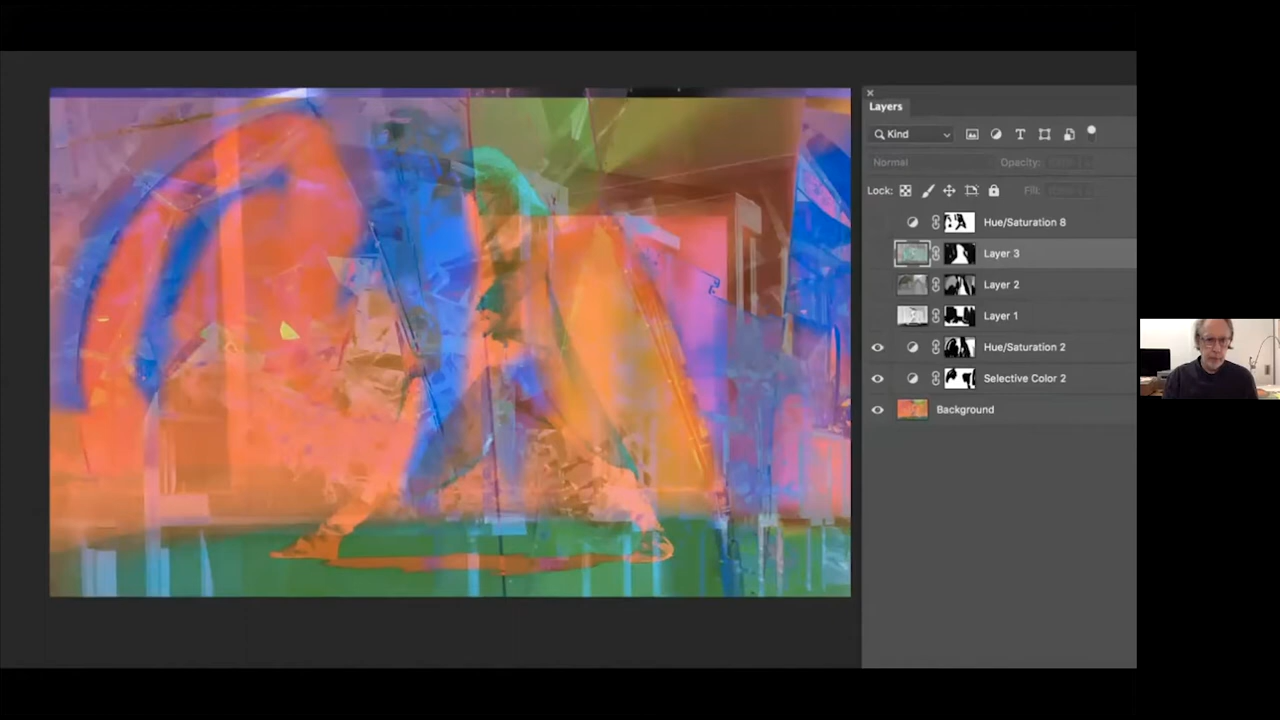 Layers
Kind
Normal Opacity:
Lock: Fill:
Hue/Saturation 8
Layer 3
Layer 2
Layer 1
Hue/Saturation 2
Selective Color 2
Background